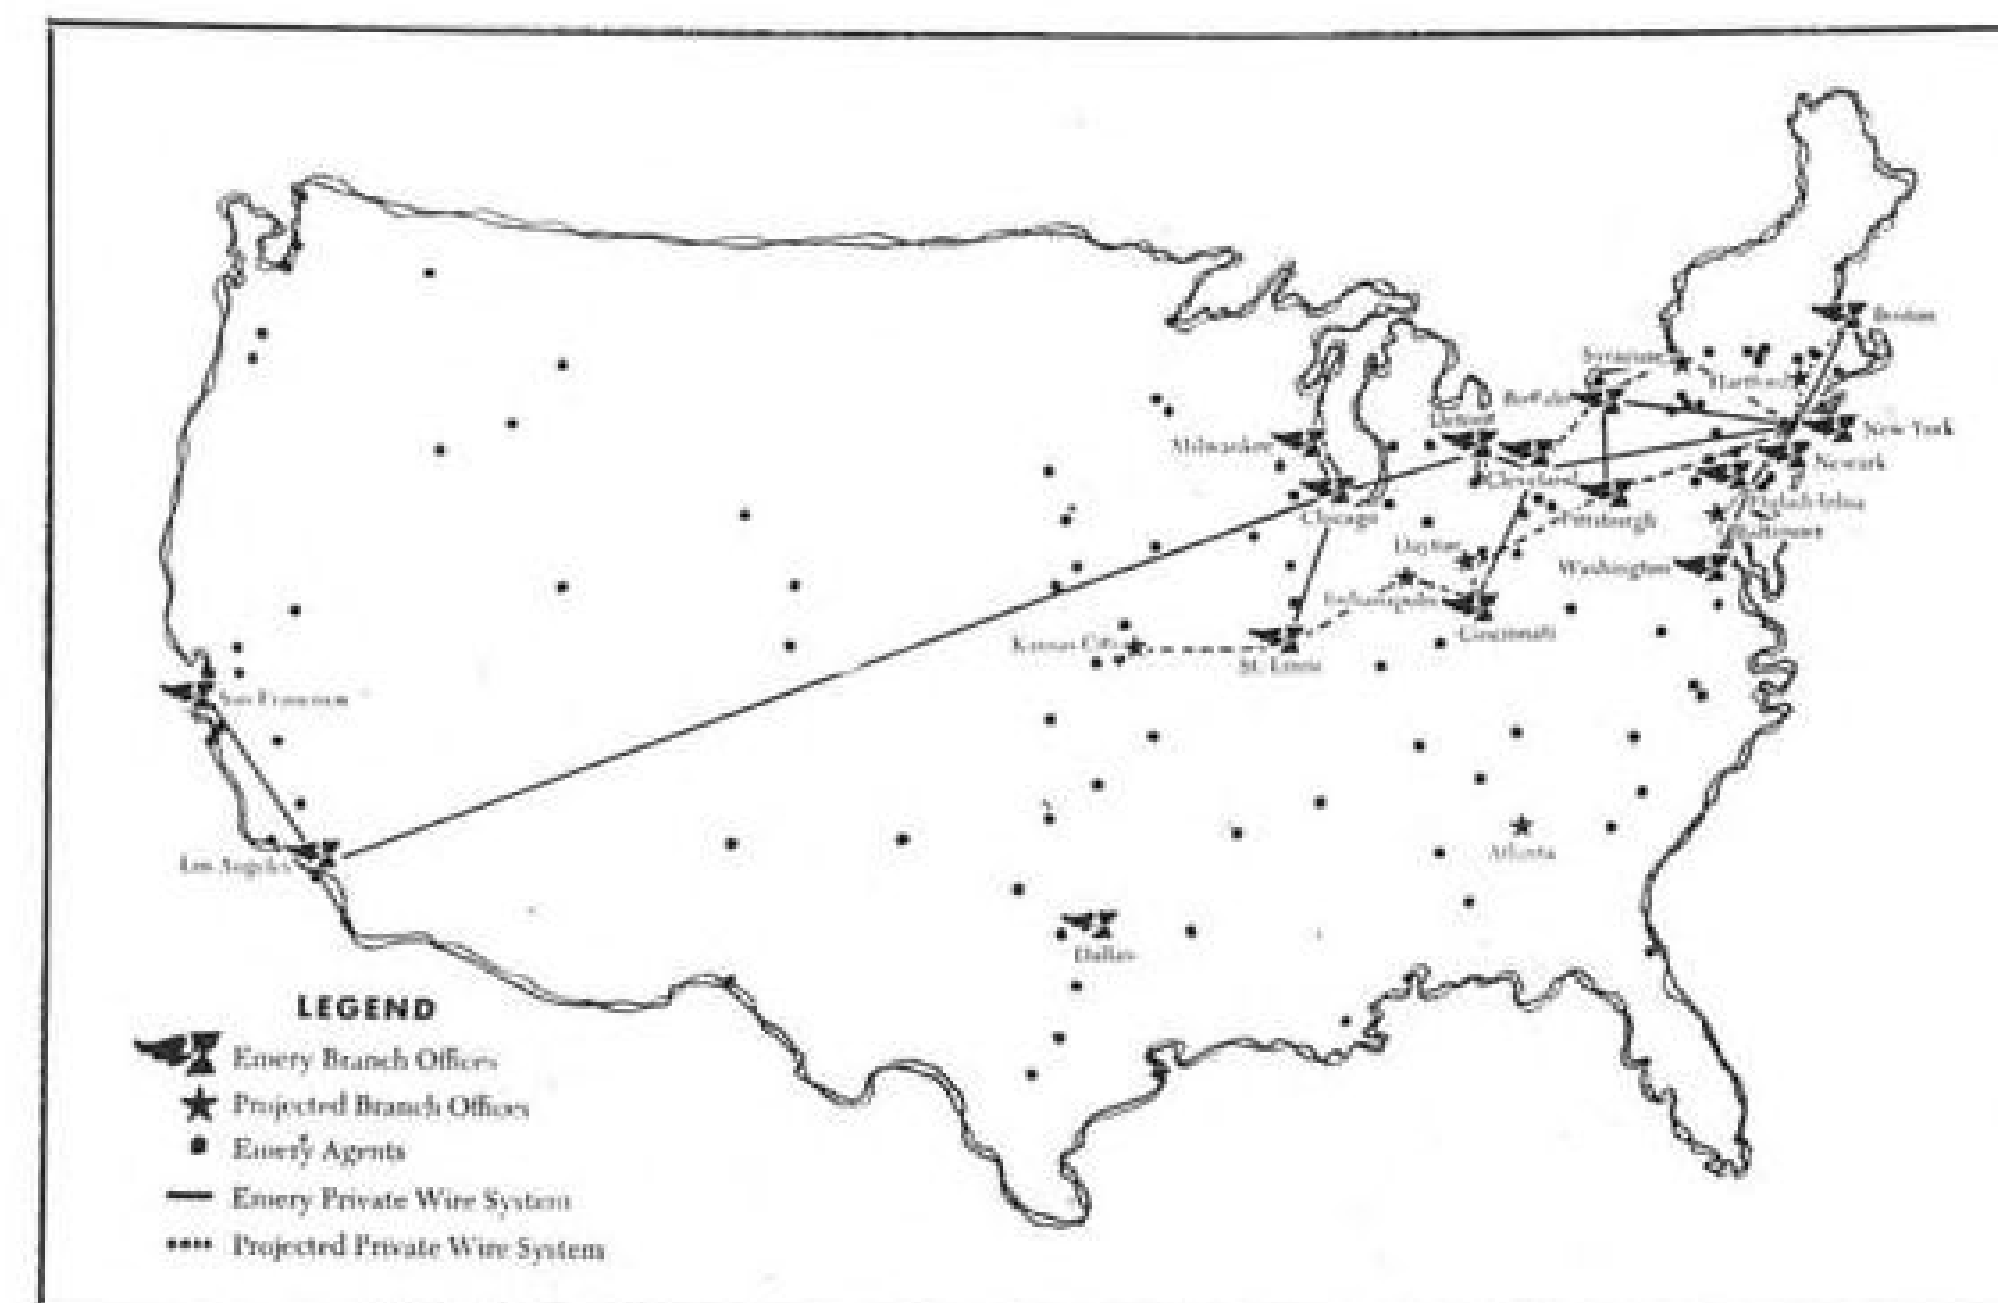 Boston
Syracuse
Hartford
Buffalo
Detroit
New York
Milwaukee
Newark
Cleveland
Philadelphia
Chicago
Pittsburgh
Baltimore
Dayton
Washington
Indianapolis
Cincinnati
Kansas City
St. Louis
San Francisco
Atlanta
Los Angeles
Dallas
LEGEND
Emery Branch Offices
Projected Branch Offices
Emery Agents
Emery Private Wire System
Projected Private Wire System